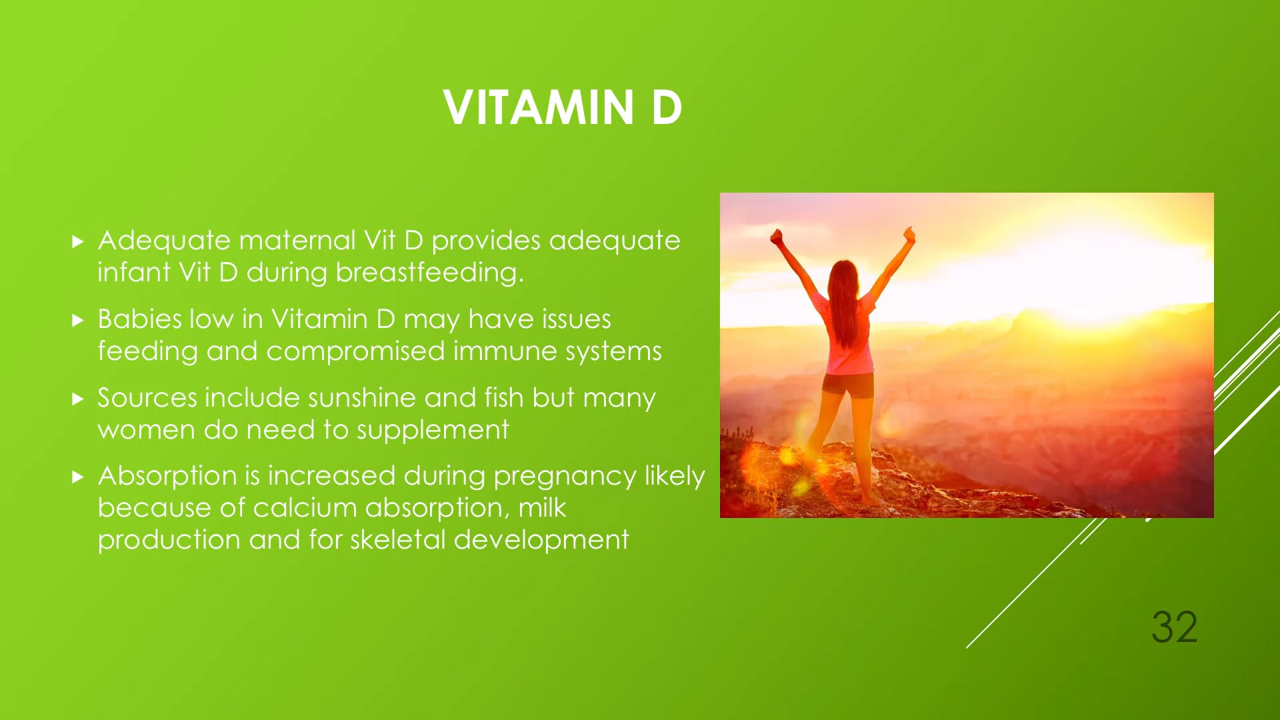 VITAMIN D
Adequate maternal Vit D provides adequate
infant Vit D during breastfeeding.
Babies low in Vitamin D may have issues
feeding and compromised immune systems
Sources include sunshine and fish but many
women do need to supplement
Absorption is increased during pregnancy likely
because of calcium absorption, milk
production and for skeletal development
32